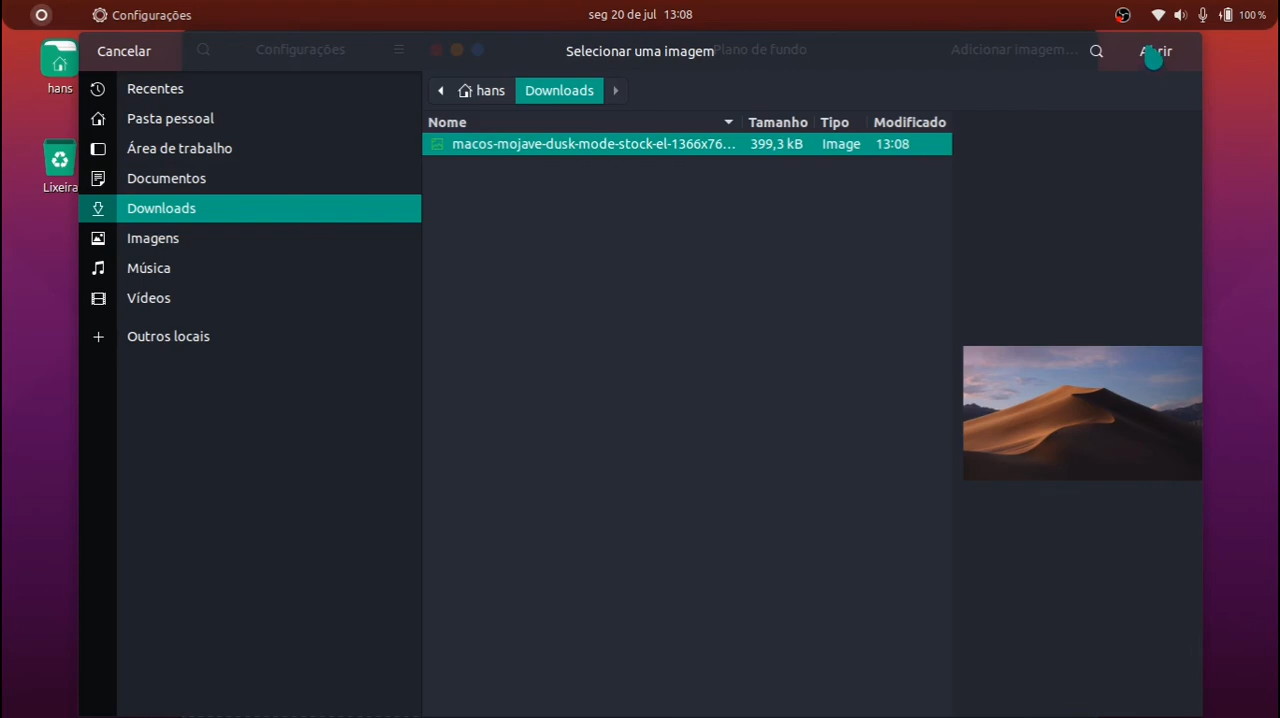 Configurações
seg 20 de jul 13:08
100 %
Cancelar
Configurações
Selecionar uma imagem
Plano de fundo
Adicionar imagem...
Abrir
hans
Lixeira
Recentes
Pasta pessoal
Área de trabalho
Documentos
Downloads
Imagens
Música
Vídeos
Outros locais
hans
Downloads
Nome
Tamanho
Tipo
Modificado
macos-mojave-dusk-mode-stock-el-1366x76...
399,3 kB
Image
13:08